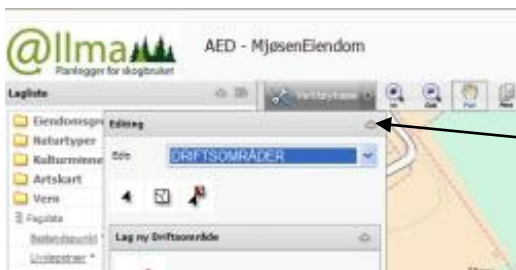 @llma
Planlegger for skogbruket
AED - MjøsenEiendom
Lagliste
Verktøykasse
Inn
Ut
Pan
Eiendomsgr
Naturtyper
Kulturminne
Artskart
Vern
Fagdata
Editing
Edit
DRIFTSOMRÅDER
Lag ny Driftsområde